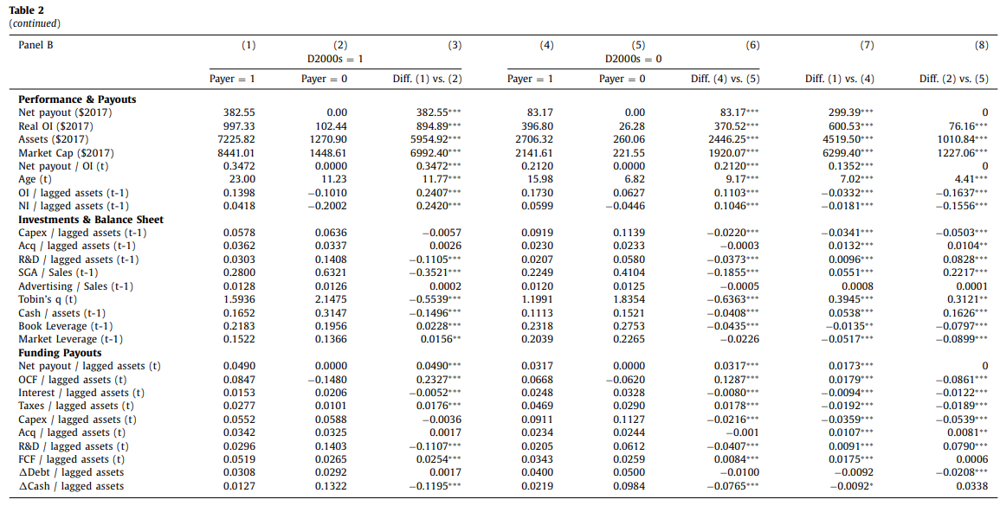 Table 2
(continued)
Panel B (1) (2) (3) (4) (5) (6) (7) (8)
D2000s = 1 D2000s = 0
Payer = 1 Payer = 0 Diff. (1) vs. (2) Payer = 1 Payer = 0 Diff. (4) vs. (5) Diff. (1) vs. (4) Diff. (2) vs. (5)
Performance & Payouts
Net payout ($2017) 382.55 0.00 382.55*** 83.17 0.00 83.17*** 299.39*** 0
Real OI ($2017) 997.33 102.44 894.89*** 396.80 26.28 370.52*** 600.53*** 76.16***
Assets ($2017) 7225.82 1270.90 5954.92*** 2706.32 260.06 2446.25*** 4519.50*** 1010.84***
Market Cap ($2017) 8441.01 1448.61 6992.40*** 2141.61 221.55 1920.07*** 6299.40*** 1227.06***
Net payout / OI (t) 0.3472 0.0000 0.3472*** 0.2120 0.0000 0.2120*** 0.1352*** 0
Age (t) 23.00 11.23 11.77*** 15.98 6.82 9.17*** 7.02*** 4.41***
OI / lagged assets (t-1) 0.1398 −0.1010 0.2407*** 0.1730 0.0627 0.1103*** −0.0332*** −0.1637***
NI / lagged assets (t-1) 0.0418 −0.2002 0.2420*** 0.0599 −0.0446 0.1046*** −0.0181*** −0.1556***
Investments & Balance Sheet
Capex / lagged assets (t-1) 0.0578 0.0636 −0.0057 0.0919 0.1139 −0.0220*** −0.0341*** −0.0503***
Acq / lagged assets (t-1) 0.0362 0.0337 0.0026 0.0230 0.0233 −0.0003 0.0132*** 0.0104**
R&D / lagged assets (t-1) 0.0303 0.1408 −0.1105*** 0.0207 0.0580 −0.0373*** 0.0096*** 0.0828***
SGA / Sales (t-1) 0.2800 0.6321 −0.3521*** 0.2249 0.4104 −0.1855*** 0.0551*** 0.2217***
Advertising / Sales (t-1) 0.0128 0.0126 0.0002 0.0120 0.0125 −0.0005 0.0008 0.0001
Tobin's q (t) 1.5936 2.1475 −0.5539*** 1.1991 1.8354 −0.6363*** 0.3945*** 0.3121**
Cash / assets (t-1) 0.1652 0.3147 −0.1496*** 0.1113 0.1521 −0.0408*** 0.0538*** 0.1626***
Book Leverage (t-1) 0.2183 0.1956 0.0228*** 0.2318 0.2753 −0.0435*** −0.0135** −0.0797***
Market Leverage (t-1) 0.1522 0.1366 0.0156** 0.2039 0.2265 −0.0226 −0.0517*** −0.0899***
Funding Payouts
Net payout / lagged assets (t) 0.0490 0.0000 0.0490*** 0.0317 0.0000 0.0317*** 0.0173*** 0
OCF / lagged assets (t) 0.0847 −0.1480 0.2327*** 0.0668 −0.0620 0.1287*** 0.0179*** −0.0861***
Interest / lagged assets (t) 0.0153 0.0206 −0.0052*** 0.0248 0.0328 −0.0080*** −0.0094*** −0.0122***
Taxes / lagged assets (t) 0.0277 0.0101 0.0176*** 0.0469 0.0290 0.0178*** −0.0192*** −0.0189***
Capex / lagged assets (t) 0.0552 0.0588 −0.0036 0.0911 0.1127 −0.0216*** −0.0359*** −0.0539***
Acq / lagged assets (t) 0.0342 0.0325 0.0017 0.0234 0.0244 −0.001 0.0107*** 0.0081**
R&D / lagged assets (t) 0.0296 0.1403 −0.1107*** 0.0205 0.0612 −0.0407*** 0.0091*** 0.0790***
FCF / lagged assets (t) 0.0519 0.0265 0.0254*** 0.0343 0.0259 0.0084*** 0.0175*** 0.0006
ΔDebt / lagged assets 0.0308 0.0292 0.0017 0.0400 0.0500 −0.0100 −0.0092 −0.0208***
ΔCash / lagged assets 0.0127 0.1322 −0.1195*** 0.0219 0.0984 −0.0765*** −0.0092* 0.0338